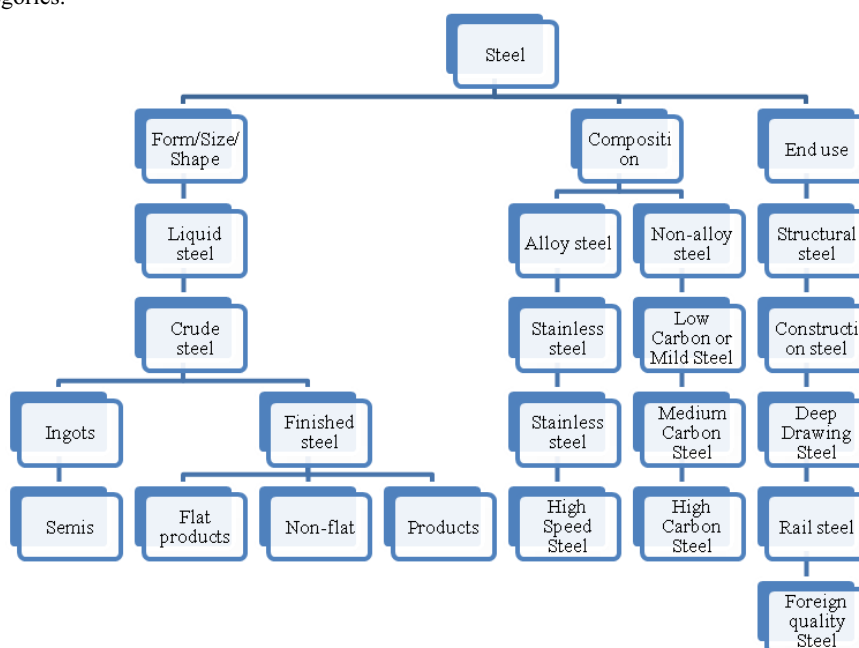 egories.
Steel
Form/Size/
Shape
Compositi
on
End use
Liquid
steel
Alloy steel
Non-alloy
steel
Structural
steel
Crude
steel
Stainless
steel
Low
Carbon or
Mild Steel
Constructi
on steel
Ingots
Finished
steel
Stainless
steel
Medium
Carbon
Steel
Deep
Drawing
Steel
Semis
Flat
products
Non-flat
Products
High
Speed
Steel
High
Carbon
Steel
Rail steel
Foreign
quality
Steel